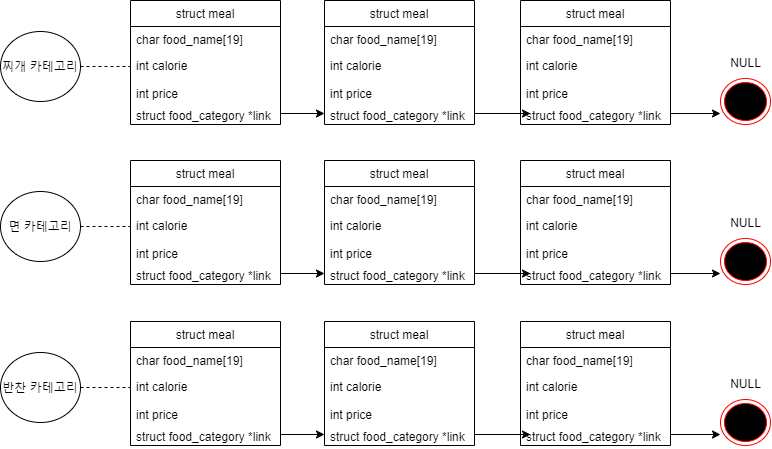 찌개 카테고리
struct meal
char food_name[19]
int calorie
int price
struct food_category *link
struct meal
char food_name[19]
int calorie
int price
struct food_category *link
struct meal
char food_name[19]
int calorie
int price
struct food_category *link
NULL
면 카테고리
struct meal
char food_name[19]
int calorie
int price
struct food_category *link
struct meal
char food_name[19]
int calorie
int price
struct food_category *link
struct meal
char food_name[19]
int calorie
int price
struct food_category *link
NULL
반찬 카테고리
struct meal
char food_name[19]
int calorie
int price
struct food_category *link
struct meal
char food_name[19]
int calorie
int price
struct food_category *link
struct meal
char food_name[19]
int calorie
int price
struct food_category *link
NULL